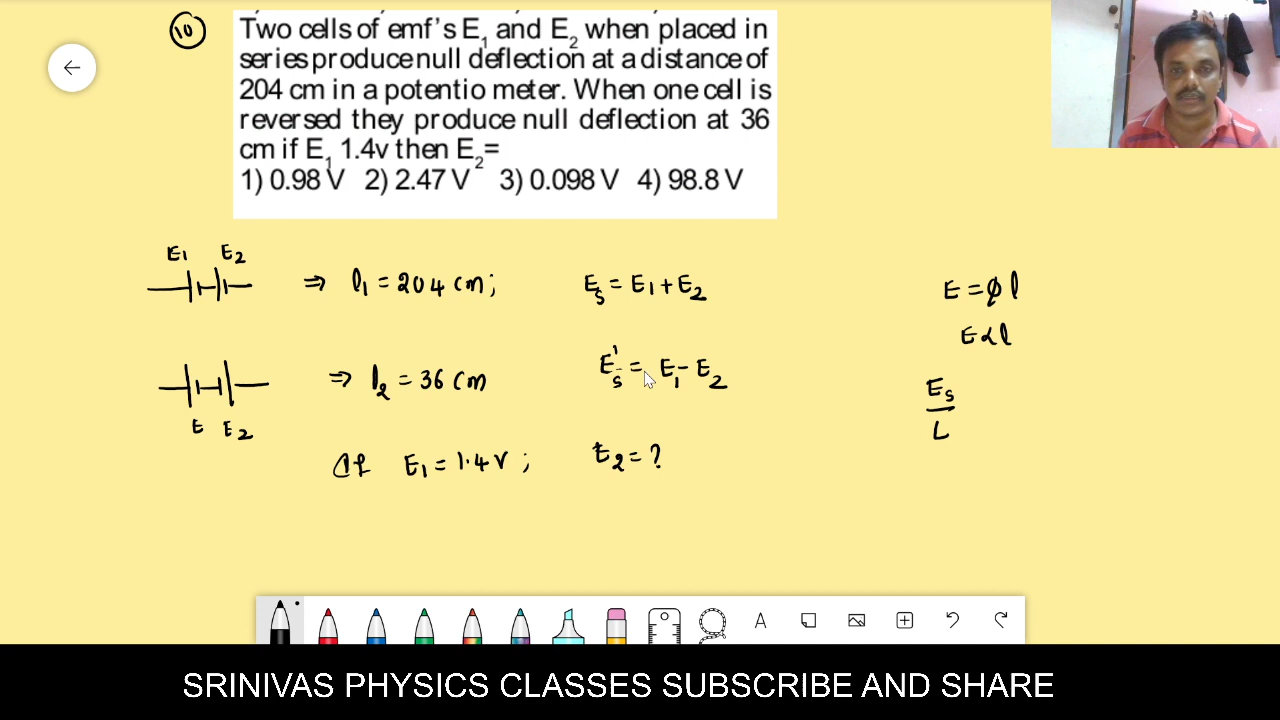 10
Two cells of emf's E1 and E2 when placed in
series produce null deflection at a distance of
204 cm in a potentio meter. When one cell is
reversed they produce null deflection at 36
cm if E1 1.4v then E2=
1) 0.98 V 2) 2.47 V 3) 0.098 V 4) 98.8 V
E1 E2
⇒ l1 = 204 cm; Es = E1 + E2
E = ϕ l
E α l
⇒ l2 = 36 cm E's = E1 - E2
Es
L
E E2
If E1 = 1.4 V ; E2 = ?
A
SRINIVAS PHYSICS CLASSES SUBSCRIBE AND SHARE